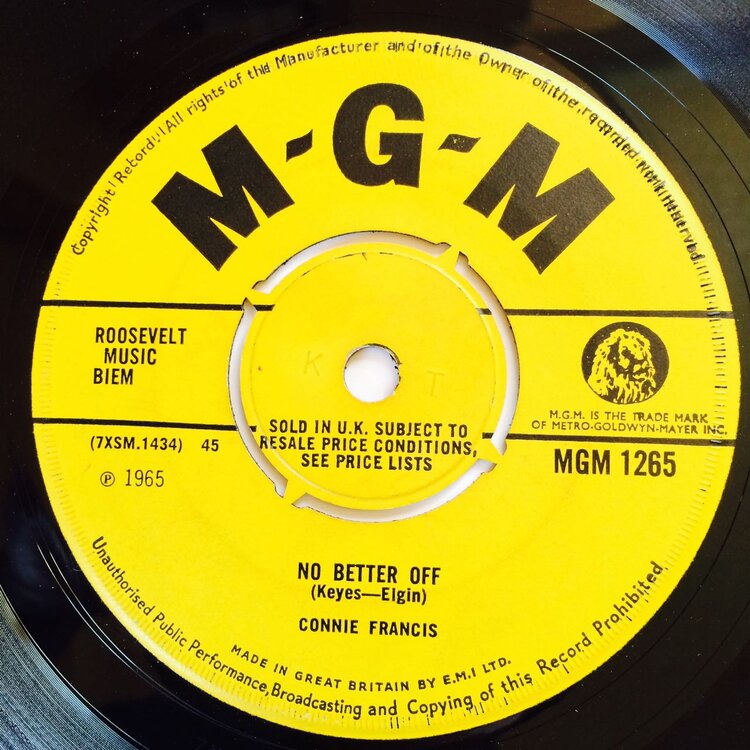 Copyright Record. All rights of the Manufacturer and of the Owner of the recorded work reserved
M-G-M
ROOSEVELT
MUSIC
BIEM
K T
M.G.M. IS THE TRADE MARK
OF METRO-GOLDWYN-MAYER INC.
SOLD IN U.K. SUBJECT TO
RESALE PRICE CONDITIONS,
SEE PRICE LISTS
(7XSM.1434) 45
MGM 1265
℗ 1965
NO BETTER OFF
(Keyes—Elgin)
CONNIE FRANCIS
MADE IN GREAT BRITAIN BY E.M.I LTD.
Unauthorised Public Performance, Broadcasting and Copying of this Record Prohibited